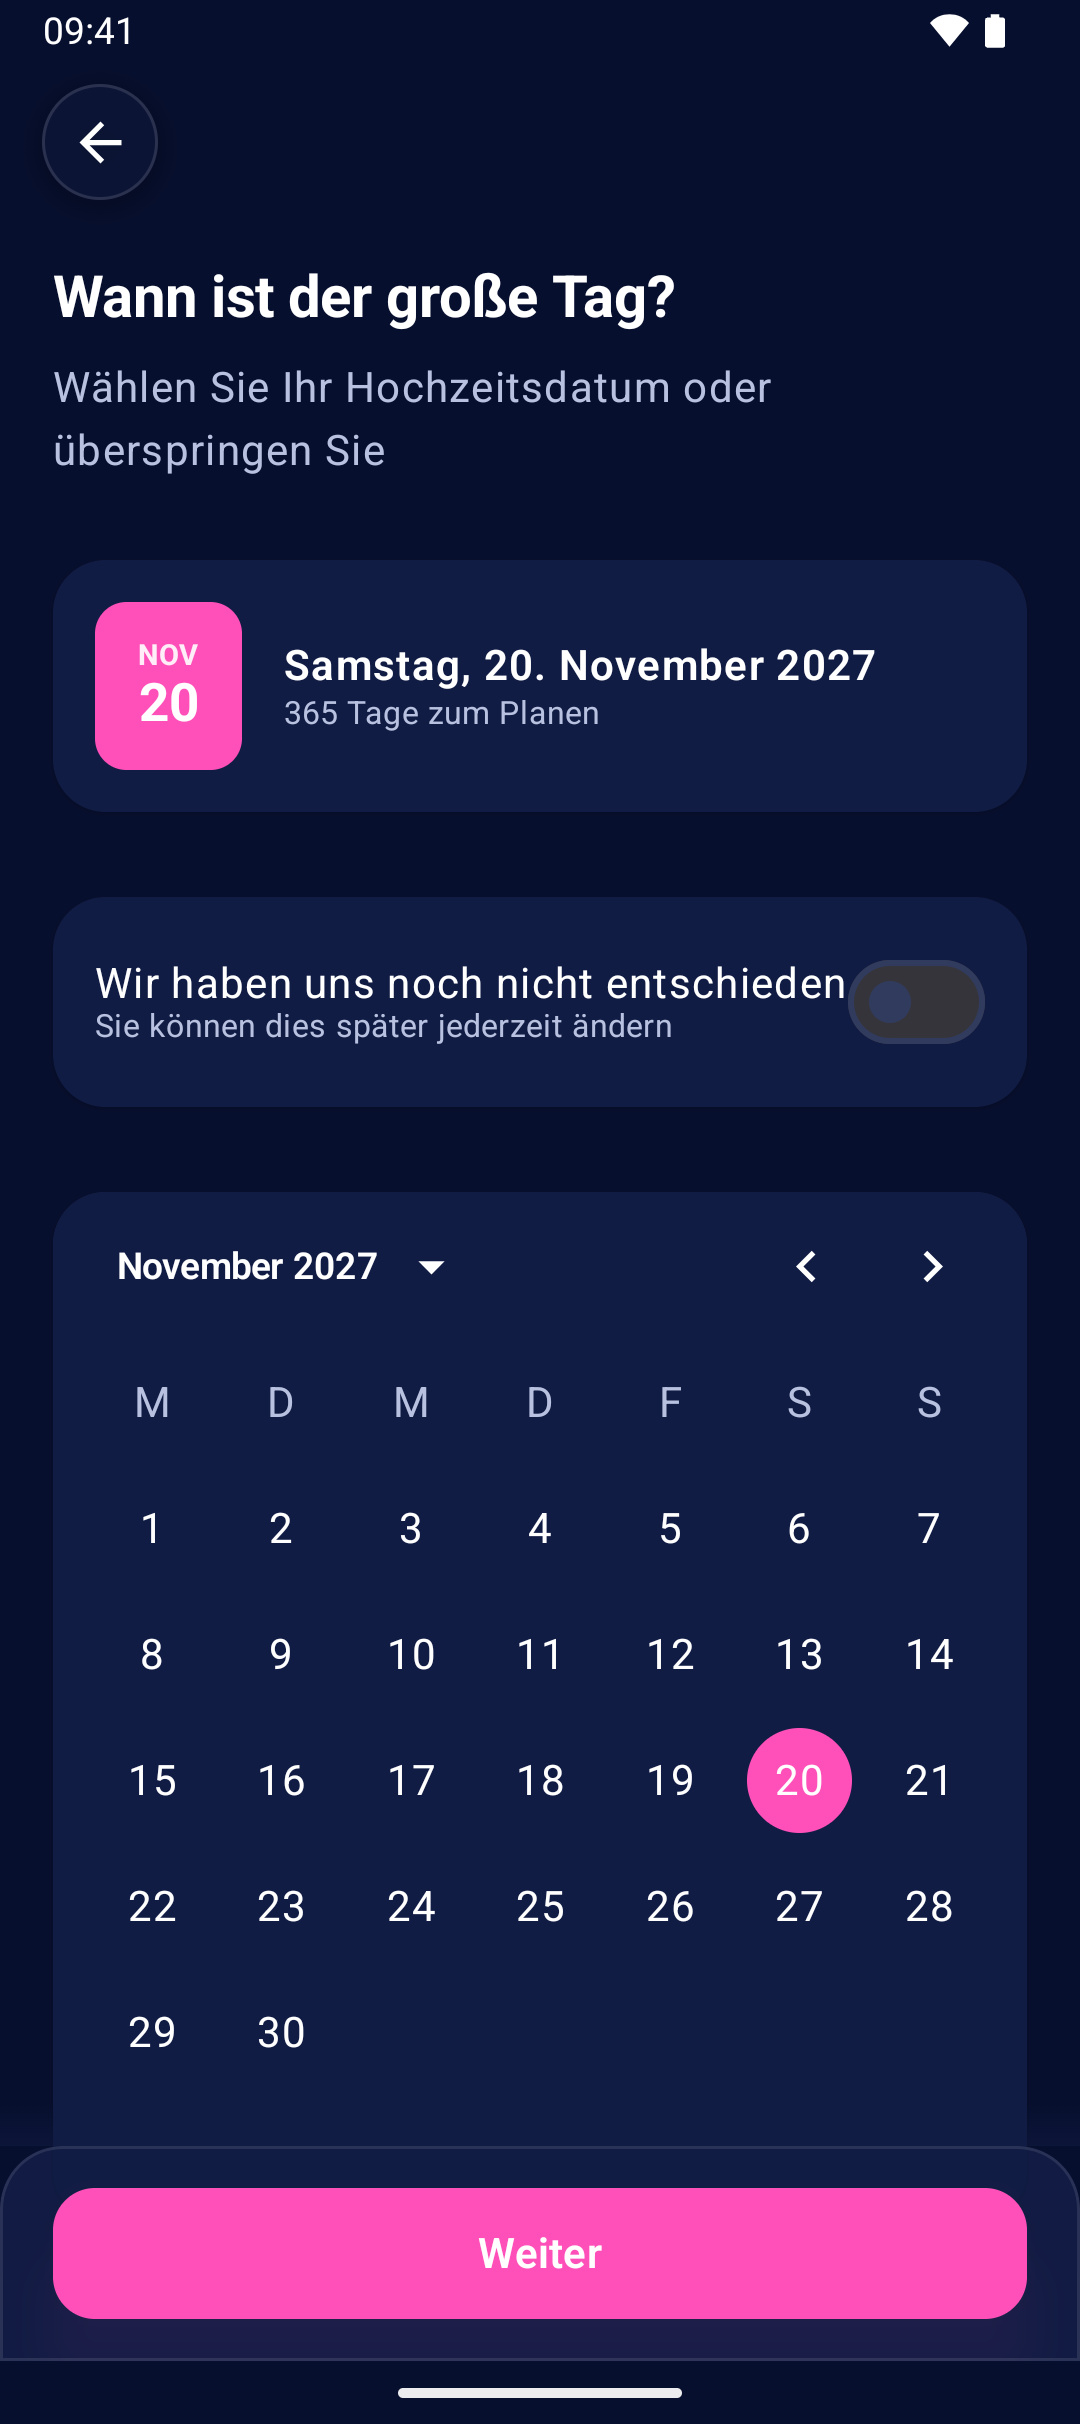 09:41
Wann ist der große Tag?
Wählen Sie Ihr Hochzeitsdatum oder
überspringen Sie
NOV
20
Samstag, 20. November 2027
365 Tage zum Planen
Wir haben uns noch nicht entschieden
Sie können dies später jederzeit ändern
November 2027
M D M D F S S
1 2 3 4 5 6 7
8 9 10 11 12 13 14
15 16 17 18 19 20 21
22 23 24 25 26 27 28
29 30
Weiter